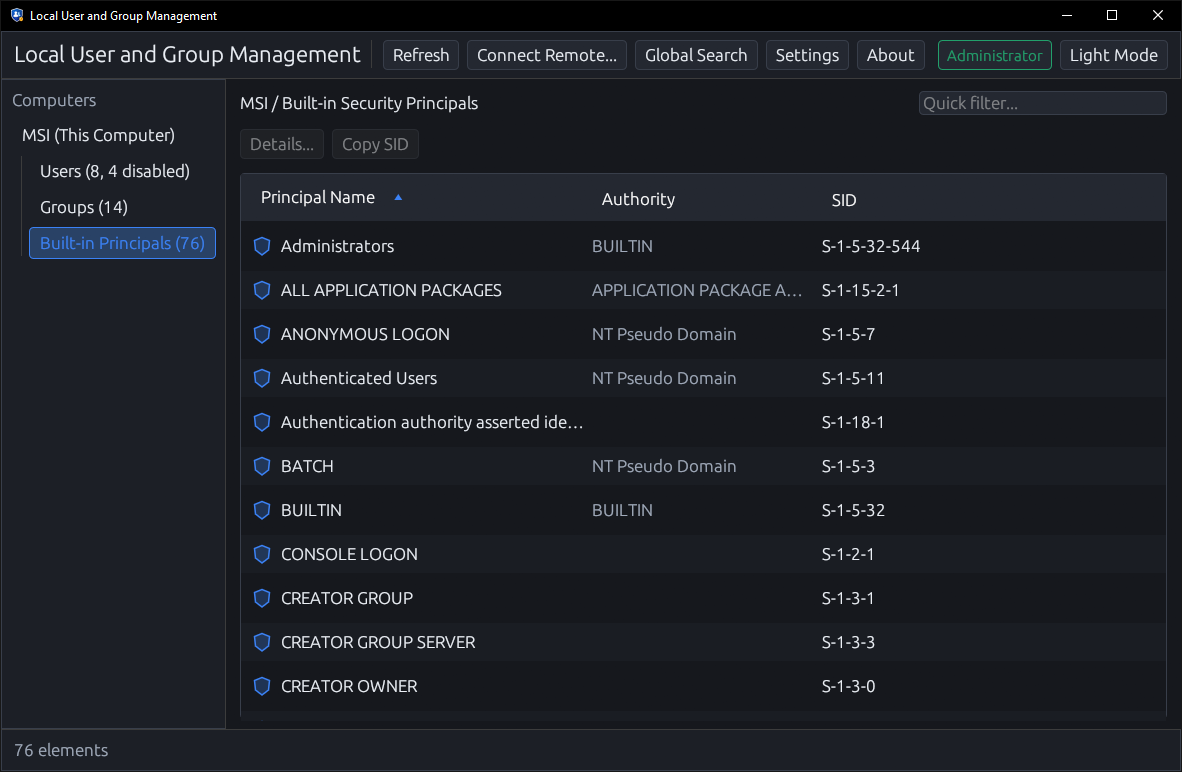 Local User and Group Management
Local User and Group Management Refresh Connect Remote... Global Search Settings About Administrator Light Mode
Computers
MSI (This Computer)
Users (8, 4 disabled)
Groups (14)
Built-in Principals (76)
MSI / Built-in Security Principals Quick filter...
Details... Copy SID
Principal Name Authority SID
Administrators BUILTIN S-1-5-32-544
ALL APPLICATION PACKAGES APPLICATION PACKAGE A... S-1-15-2-1
ANONYMOUS LOGON NT Pseudo Domain S-1-5-7
Authenticated Users NT Pseudo Domain S-1-5-11
Authentication authority asserted ide... S-1-18-1
BATCH NT Pseudo Domain S-1-5-3
BUILTIN BUILTIN S-1-5-32
CONSOLE LOGON S-1-2-1
CREATOR GROUP S-1-3-1
CREATOR GROUP SERVER S-1-3-3
CREATOR OWNER S-1-3-0
76 elements